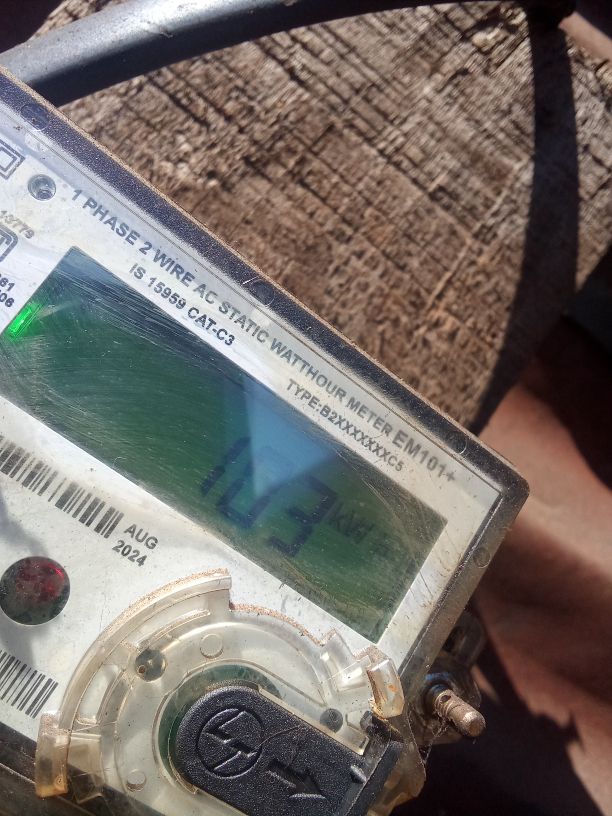 1 PHASE 2 WIRE AC STATIC WATTHOUR METER EM101+
IS 15959 CAT-C3
TYPE:B2XXXXXXXC5
103 kWh
AUG
2024
LT